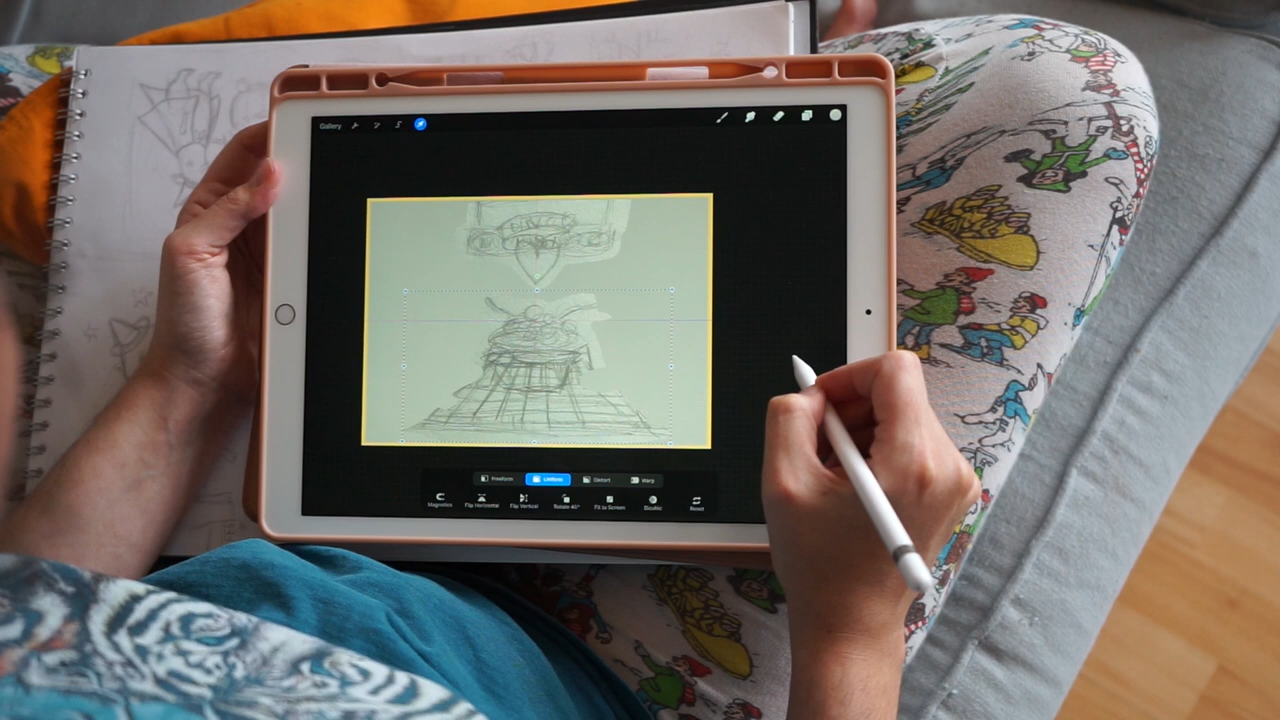 Gallery
Freeform Uniform Distort Warp
Magnetics Flip Horizontal Flip Vertical Rotate 45° Fit to Screen Bicubic Reset